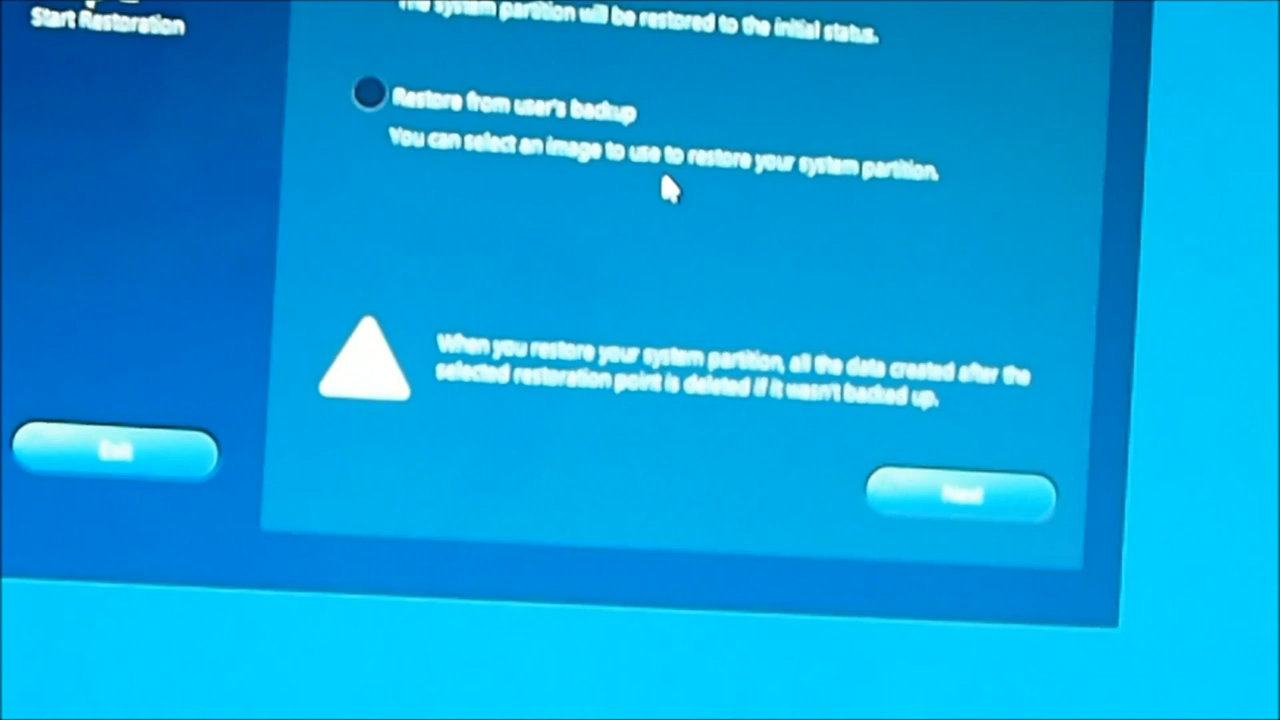 Start Restoration
The system partition will be restored to the initial status.
Restore from user's backup
You can select an image to use to restore your system partition.
When you restore your system partition, all the data created after the
selected restoration point is deleted if it wasn't backed up.
Exit
Next